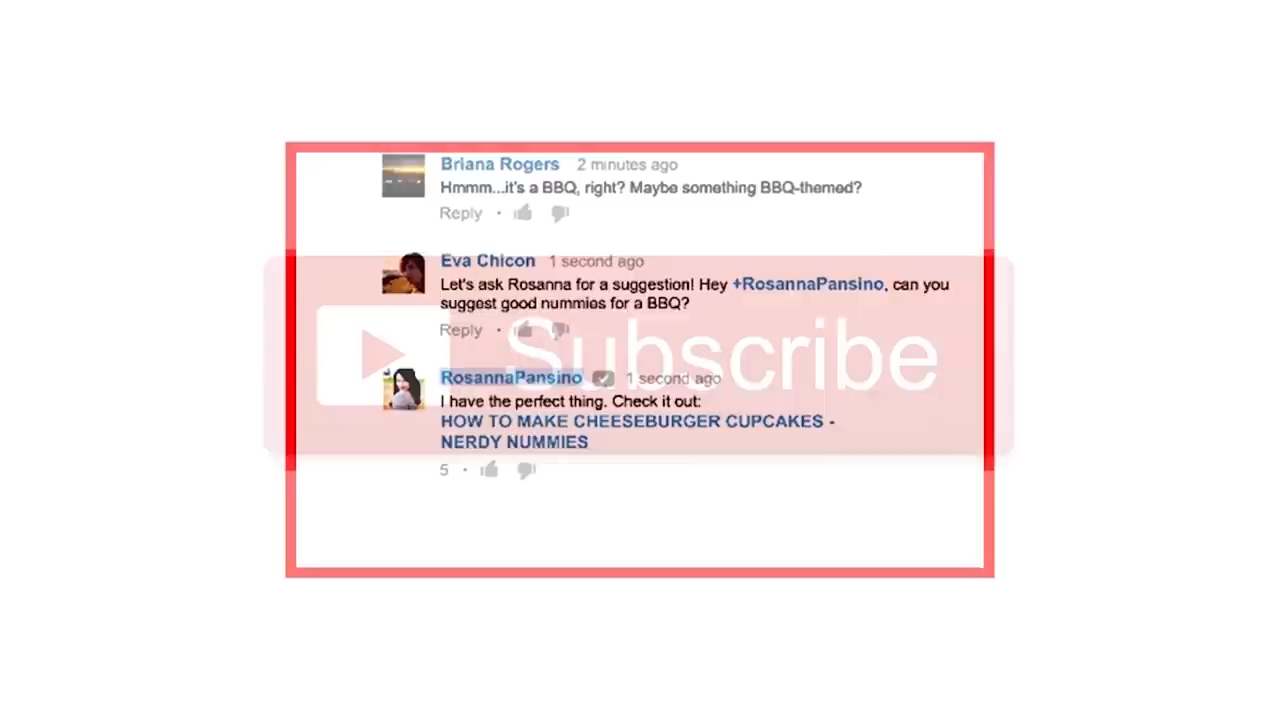 Briana Rogers 2 minutes ago
Hmmm...it's a BBQ, right? Maybe something BBQ-themed?
Reply
Eva Chicon 1 second ago
Let's ask Rosanna for a suggestion! Hey +RosannaPansino, can you
suggest good nummies for a BBQ?
Reply
Subscribe
RosannaPansino 1 second ago
I have the perfect thing. Check it out:
HOW TO MAKE CHEESEBURGER CUPCAKES -
NERDY NUMMIES
5